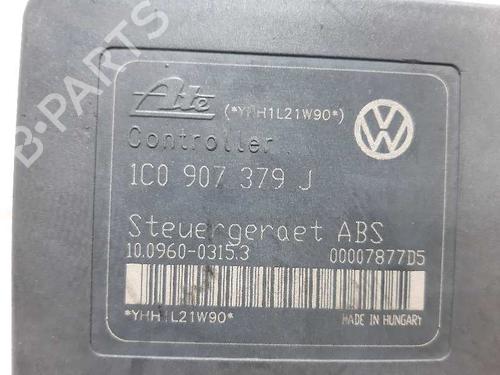 Ate (*YHH1L21W90*)
Controller
1C0 907 379 J
Steuergeraet ABS
10.0960-0315.3 00007877D5
*YHH1L21W90*
MADE IN HUNGARY
B-PARTS